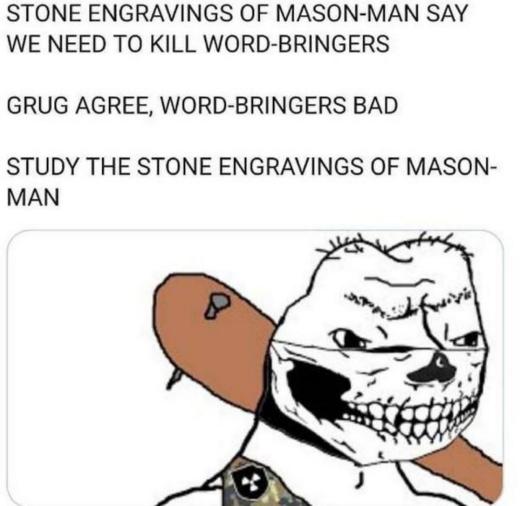 STONE ENGRAVINGS OF MASON-MAN SAY
WE NEED TO KILL WORD-BRINGERS
GRUG AGREE, WORD-BRINGERS BAD
STUDY THE STONE ENGRAVINGS OF MASON-
MAN